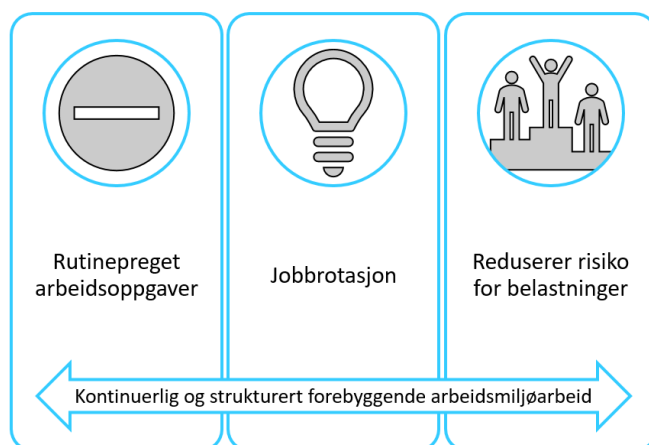 Rutinepreget
arbeidsoppgaver
Jobbrotasjon
Reduserer risiko
for belastninger
Kontinuerlig og strukturert forebyggende arbeidsmiljøarbeid